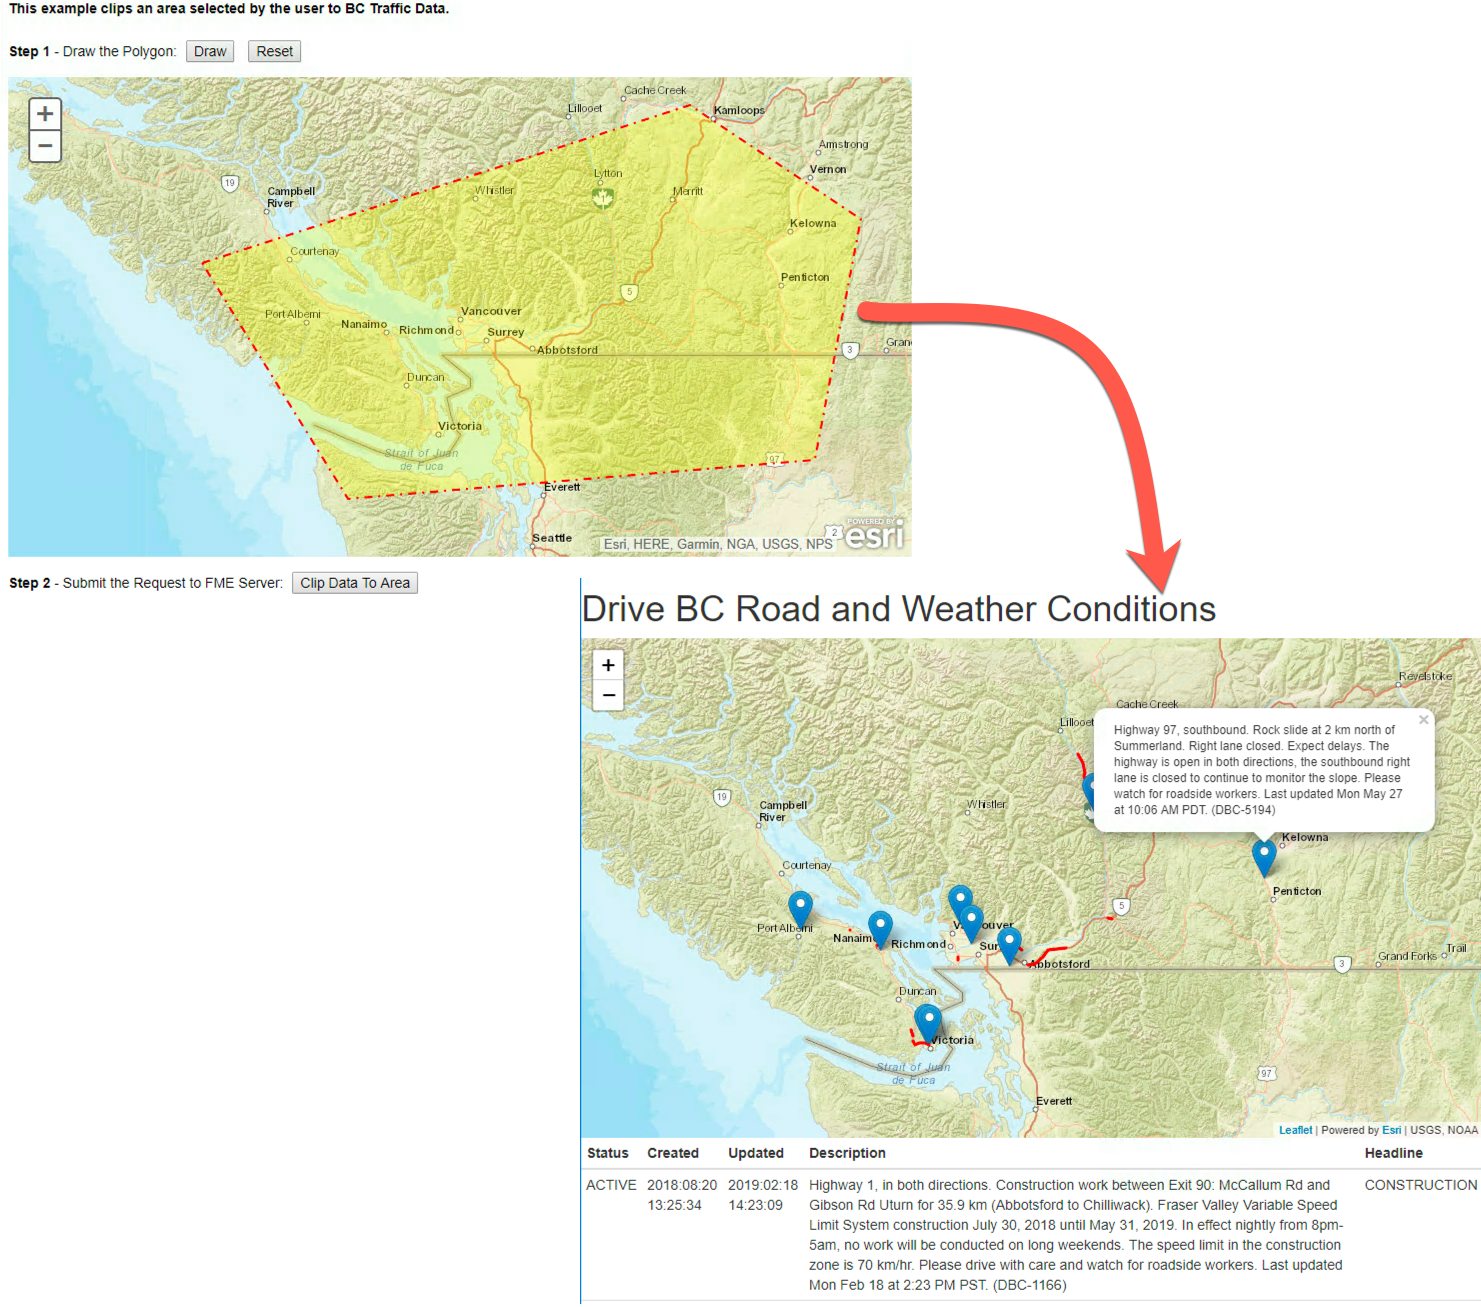 This example clips an area selected by the user to BC Traffic Data.
Step 1 - Draw the Polygon: Draw Reset
+
−
Cache Creek
Lillooet
Kamloops
Armstrong
Vernon
Lytton
19
Campbell
River
Whistler
1
Merritt
Kelowna
Courtenay
Penticton
5
Port Alberni
Vancouver
Nanaimo
Richmond
Surrey
Abbotsford
3
Gran
Duncan
Victoria
Strait of Juan
de Fuca
97
Everett
Seattle
2
POWERED BY
esri
Esri, HERE, Garmin, NGA, USGS, NPS
Step 2 - Submit the Request to FME Server: Clip Data To Area
Drive BC Road and Weather Conditions
+
−
Revelstoke
Cache Creek
Lillooet
×
Highway 97, southbound. Rock slide at 2 km north of
Summerland. Right lane closed. Expect delays. The
highway is open in both directions, the southbound right
lane is closed to continue to monitor the slope. Please
watch for roadside workers. Last updated Mon May 27
at 10:06 AM PDT. (DBC-5194)
19
Campbell
River
Whistler
Kelowna
Courtenay
Penticton
5
Port Alberni
Nanaim
Richmond
V
ouver
Sur
Abbotsford
3
Grand Forks
Trail
Duncan
Victoria
Strait of Juan
de Fuca
97
Everett
Leaflet | Powered by Esri | USGS, NOAA
Status Created Updated Description Headline
ACTIVE 2018:08:20 2019:02:18 Highway 1, in both directions. Construction work between Exit 90: McCallum Rd and CONSTRUCTION
13:25:34 14:23:09 Gibson Rd Uturn for 35.9 km (Abbotsford to Chilliwack). Fraser Valley Variable Speed
Limit System construction July 30, 2018 until May 31, 2019. In effect nightly from 8pm-
5am, no work will be conducted on long weekends. The speed limit in the construction
zone is 70 km/hr. Please drive with care and watch for roadside workers. Last updated
Mon Feb 18 at 2:23 PM PST. (DBC-1166)